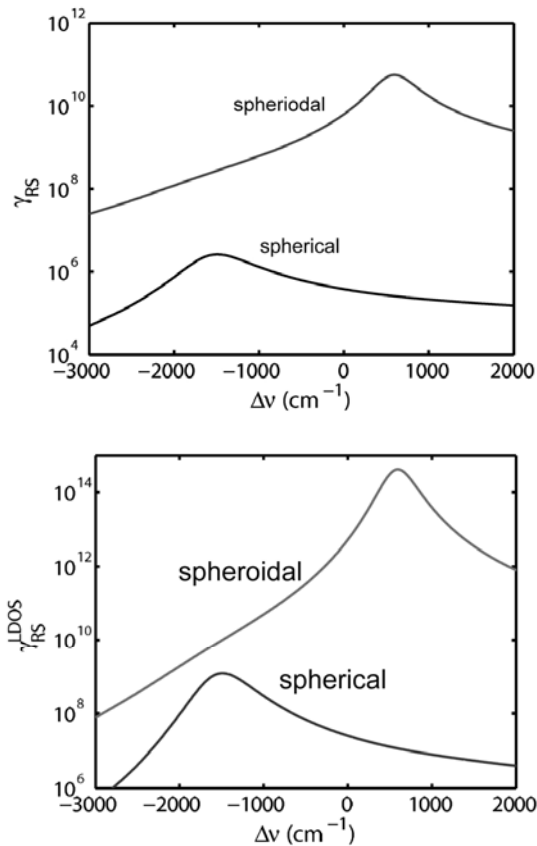 10^12
10^10
10^8
10^6
10^4
γ_RS
spheriodal
spherical
−3000 −2000 −1000 0 1000 2000
Δν (cm^−1)
10^14
10^12
10^10
10^8
10^6
γ_RS^LDOS
spheroidal
spherical
−3000 −2000 −1000 0 1000 2000
Δν (cm^−1)